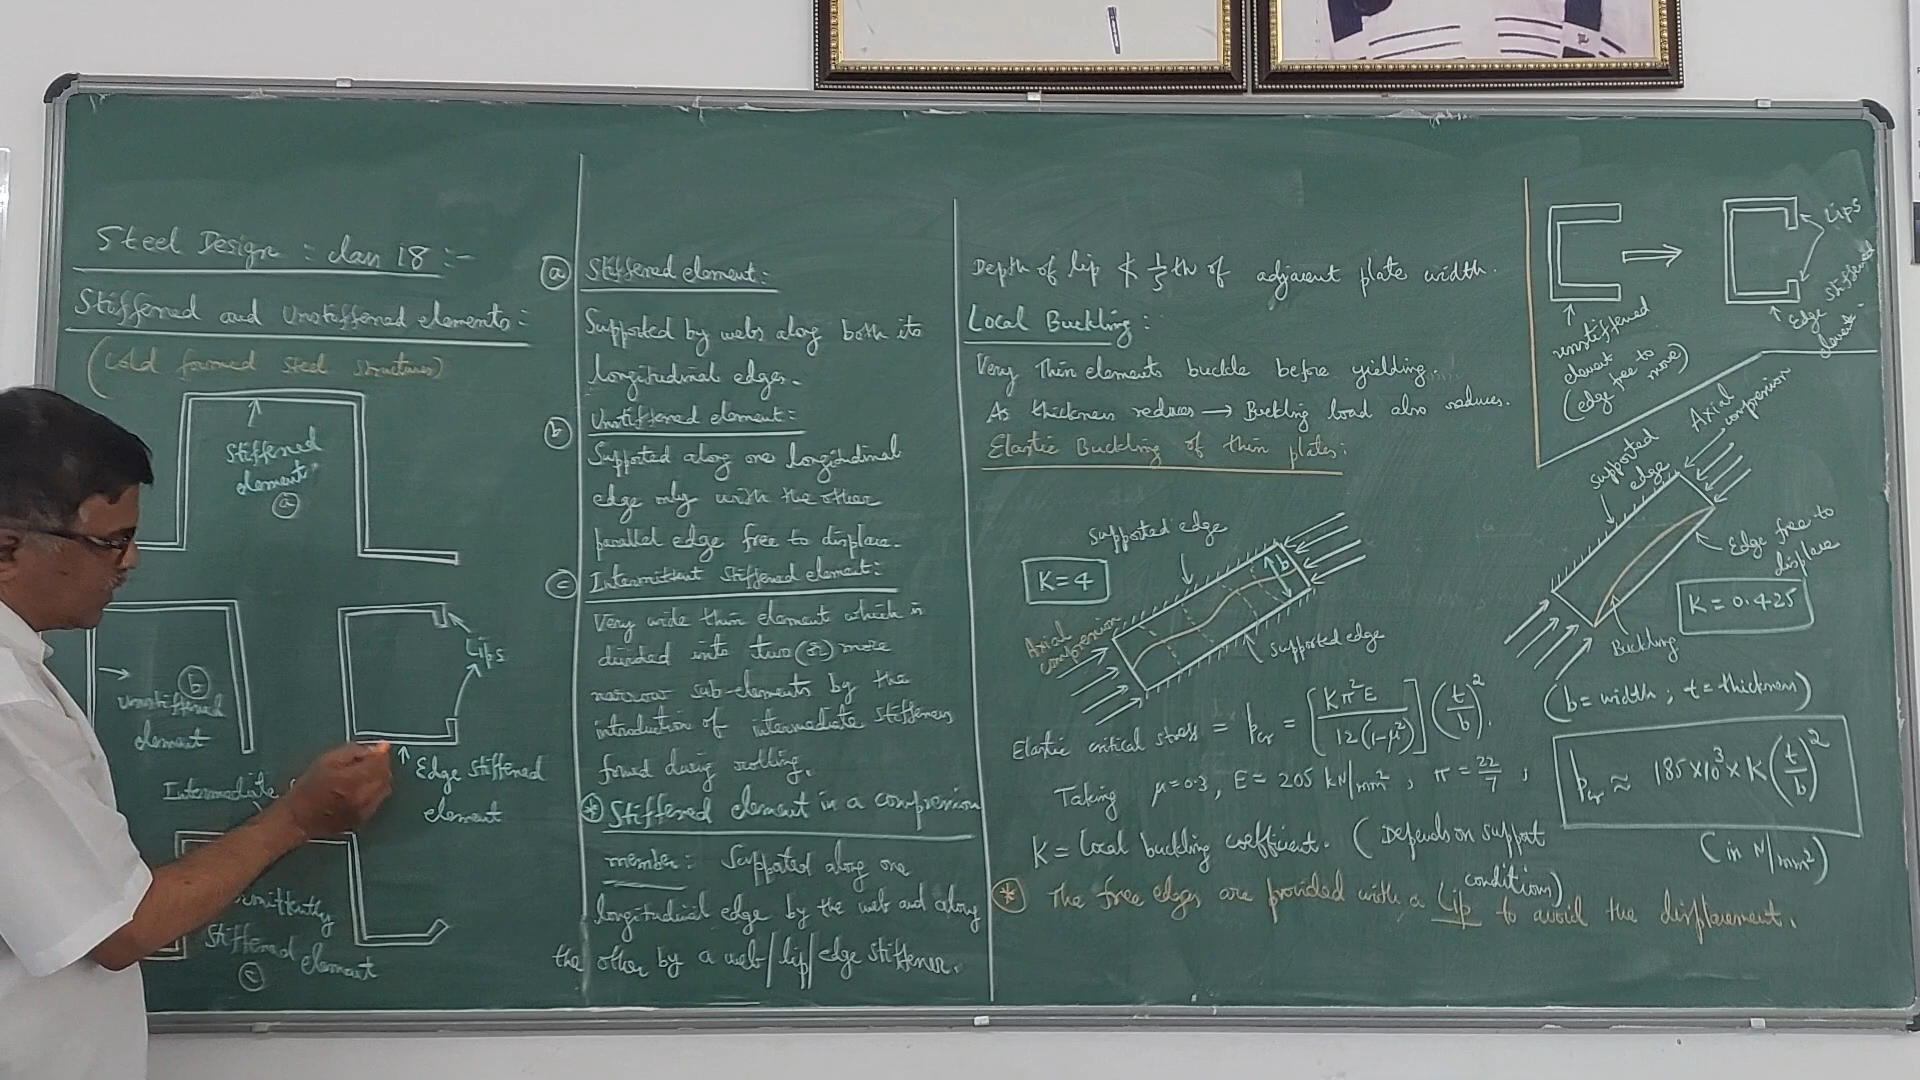 Steel Design : class 18 :-
Stiffened and Unstiffened elements :
(Cold formed steel structures)
Stiffened
element
(a)
(b)
Unstiffened
element
Lips
Edge Stiffened
element
Intermediate
Stiffened element
(c)
(a) Stiffened element :
Supported by webs along both its
longitudinal edges.
(b) Unstiffened element :
Supported along one longitudinal
edge only with the other
parallel edge free to displace.
(c) Intermittent Stiffened element :
Very wide thin element which is
divided into two (or) more
narrow sub-elements by the
introduction of intermediate stiffeners
formed during rolling.
* Stiffened element in a compression
member : Supported along one
longitudinal edge by the web and along
the other by a web/lip/edge stiffener.
Depth of lip ≮ 1/5 th of adjacent plate width.
Local Buckling :
Very thin elements buckle before yielding.
As thickness reduces → Buckling load also reduces.
Elastic Buckling of thin plates :
Supported edge
K = 4
b
Axial
compression
Supported edge
Elastic critical stress = pcr = [Kπ²E / 12(1-μ²)] (t/b)².
Taking μ = 0.3, E = 205 kN/mm², π = 22/7 ;
K = Local buckling coefficient. (Depends on support
conditions)
* The free edges are provided with a Lip to avoid the displacement.
Lips
Edge stiffened
element
unstiffened
element
(edge free to
move)
Axial
compression
Supported
edge
Edge free to
displace
K = 0.425
Buckling
(b = width ; t = thickness)
pcr ≈ 185 × 10³ × K (t/b)²
(in N/mm²)